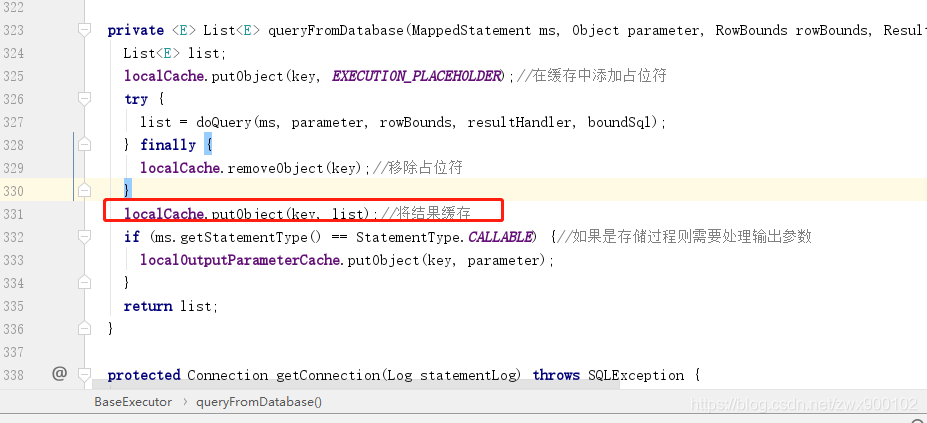 322
323 private <E> List<E> queryFromDatabase(MappedStatement ms, Object parameter, RowBounds rowBounds, Resul
324 List<E> list;
325 localCache.putObject(key, EXECUTION_PLACEHOLDER);//在缓存中添加占位符
326 try {
327 list = doQuery(ms, parameter, rowBounds, resultHandler, boundSql);
328 } finally {
329 localCache.removeObject(key);//移除占位符
330 }
331 localCache.putObject(key, list);//将结果缓存
332 if (ms.getStatementType() == StatementType.CALLABLE) {//如果是存储过程则需要处理输出参数
333 localOutputParameterCache.putObject(key, parameter);
334 }
335 return list;
336 }
337
338 @ protected Connection getConnection(Log statementLog) throws SQLException {
BaseExecutor › queryFromDatabase()
https://blog.csdn.net/zwx900102